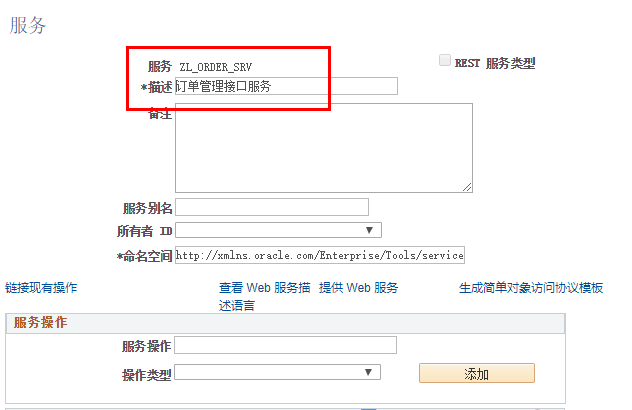 服务
服务 ZL_ORDER_SRV
REST 服务类型
*描述 订单管理接口服务
备注
服务别名
所有者 ID
*命名空间 http://xmlns.oracle.com/Enterprise/Tools/service
链接现有操作 查看 Web 服务描述语言 提供 Web 服务 生成简单对象访问协议模板
服务操作
服务操作
操作类型 添加